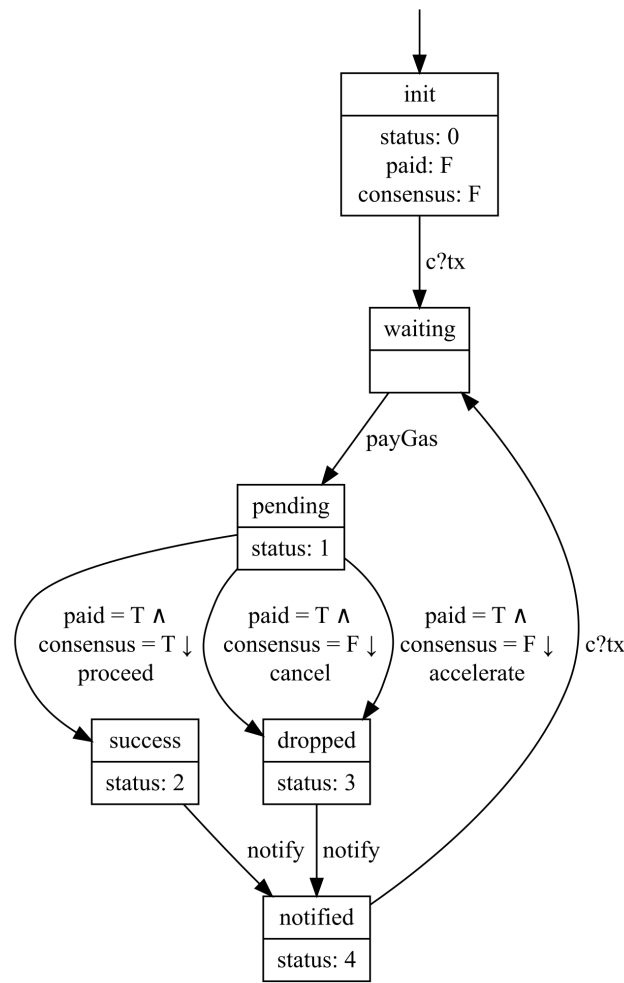 init
status: 0
paid: F
consensus: F
c?tx
waiting
payGas
pending
status: 1
paid = T ∧
consensus = T ↓
proceed
paid = T ∧
consensus = F ↓
cancel
paid = T ∧
consensus = F ↓
accelerate
c?tx
success
status: 2
dropped
status: 3
notify
notify
notified
status: 4